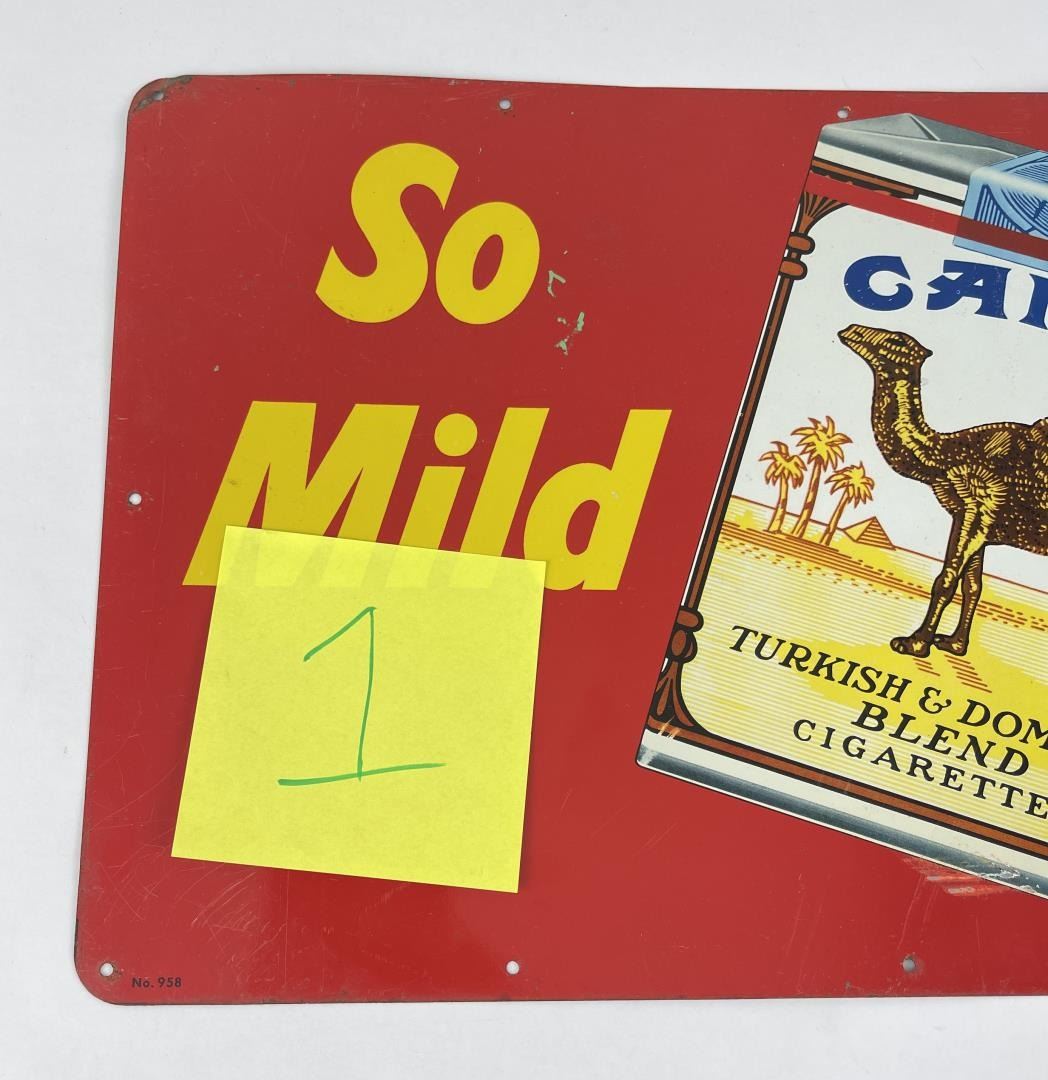 So
Mild
1
CA
TURKISH & DOM
BLEND
CIGARETTE
No. 958